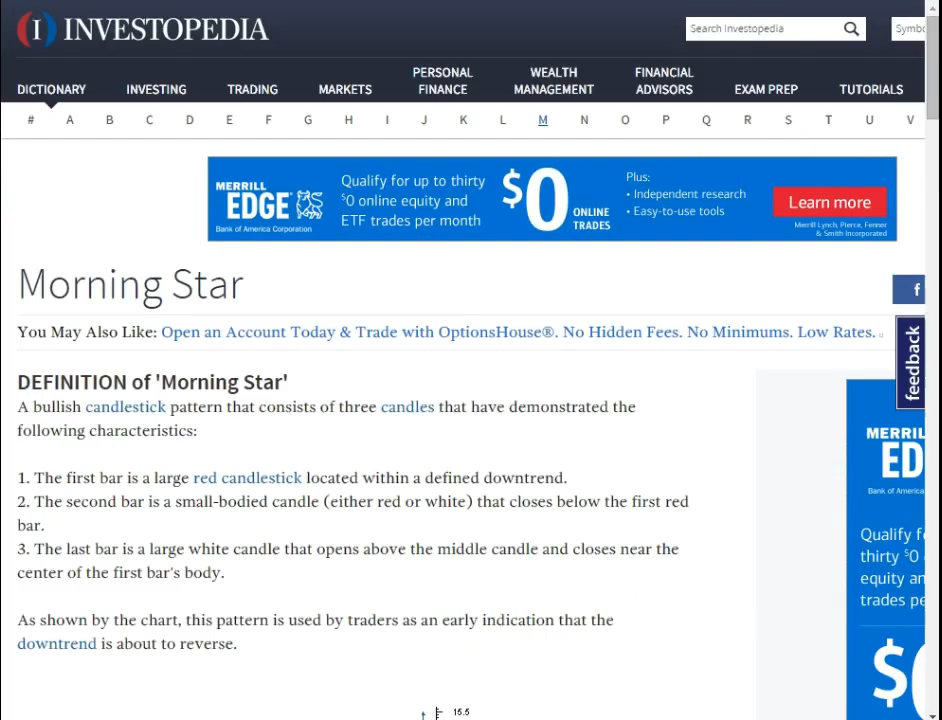 INVESTOPEDIA
Search Investopedia
Symbo
DICTIONARY INVESTING TRADING MARKETS PERSONAL FINANCE WEALTH MANAGEMENT FINANCIAL ADVISORS EXAM PREP TUTORIALS
# A B C D E F G H I J K L M N O P Q R S T U V
MERRILL EDGE
Bank of America Corporation
Qualify for up to thirty
$0 online equity and
ETF trades per month
$0 ONLINE TRADES
Plus:
• Independent research
• Easy-to-use tools
Learn more
Merrill Lynch, Pierce, Fenner
& Smith Incorporated
Morning Star
f
You May Also Like: Open an Account Today & Trade with OptionsHouse®. No Hidden Fees. No Minimums. Low Rates.
feedback
DEFINITION of 'Morning Star'
A bullish candlestick pattern that consists of three candles that have demonstrated the
following characteristics:
1. The first bar is a large red candlestick located within a defined downtrend.
2. The second bar is a small-bodied candle (either red or white) that closes below the first red
bar.
3. The last bar is a large white candle that opens above the middle candle and closes near the
center of the first bar's body.
As shown by the chart, this pattern is used by traders as an early indication that the
downtrend is about to reverse.
MERRIL
ED
Bank of America
Qualify f
thirty $0
equity an
trades pe
$0
t 15.5